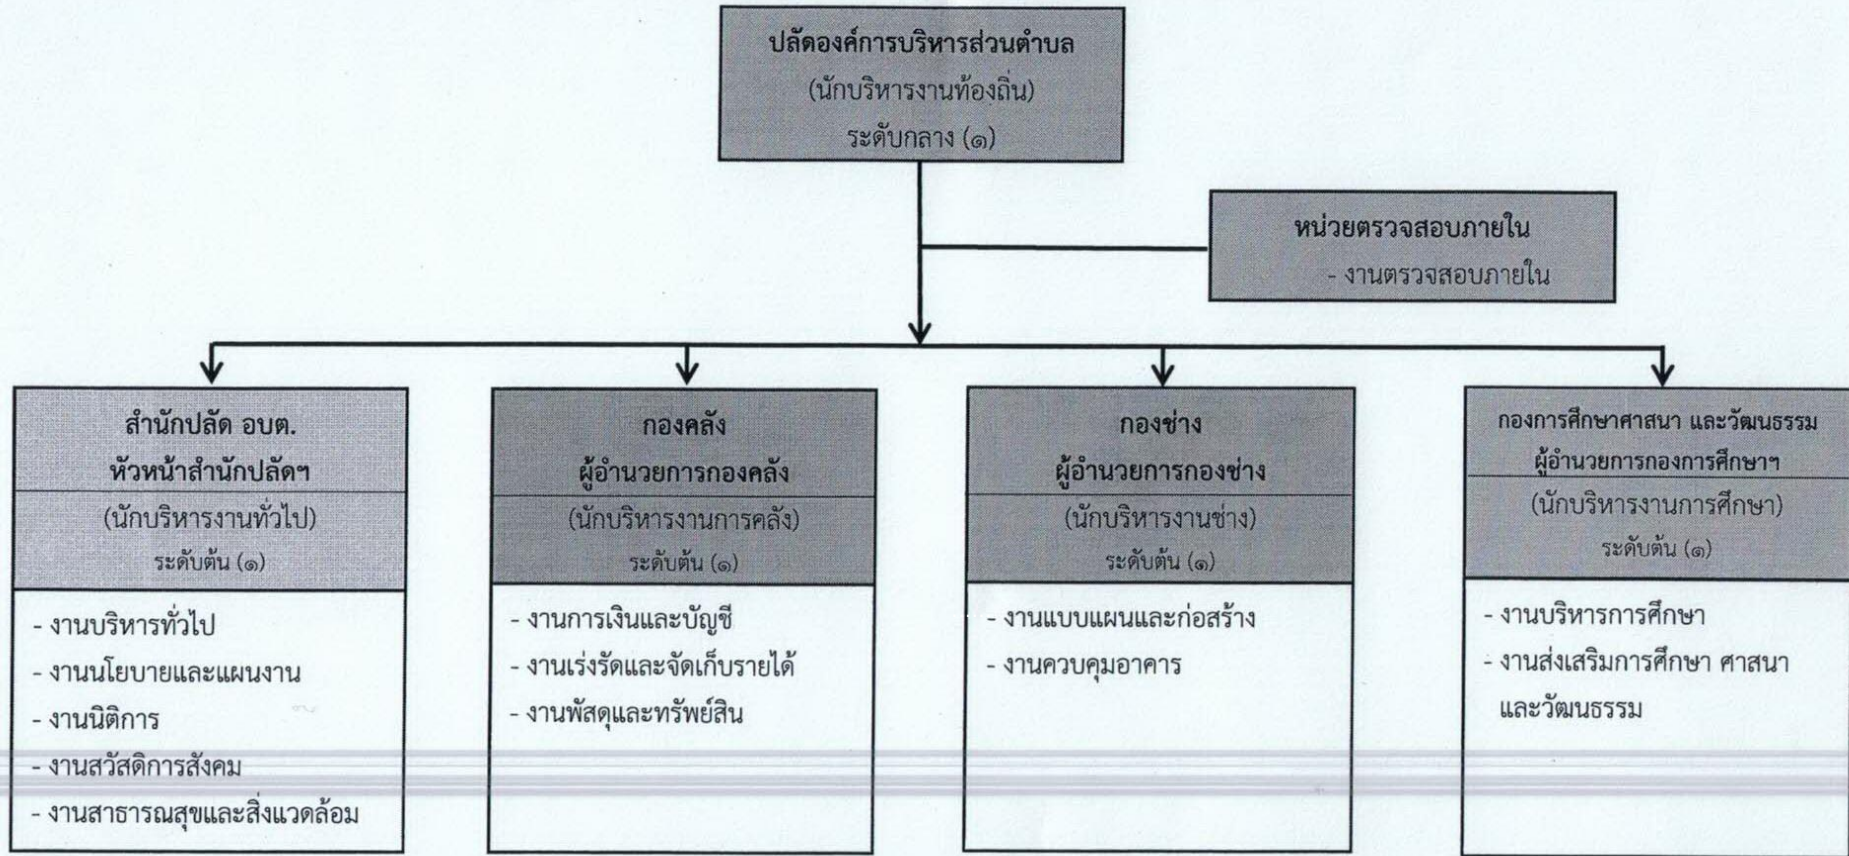 ปลัดองค์การบริหารส่วนตำบล
(นักบริหารงานท้องถิ่น)
ระดับกลาง (๑)
หน่วยตรวจสอบภายใน
- งานตรวจสอบภายใน
สำนักปลัด อบต.
หัวหน้าสำนักปลัดฯ
(นักบริหารงานทั่วไป)
ระดับต้น (๑)
- งานบริหารทั่วไป
- งานนโยบายและแผนงาน
- งานนิติการ
- งานสวัสดิการสังคม
- งานสาธารณสุขและสิ่งแวดล้อม
กองคลัง
ผู้อำนวยการกองคลัง
(นักบริหารงานการคลัง)
ระดับต้น (๑)
- งานการเงินและบัญชี
- งานเร่งรัดและจัดเก็บรายได้
- งานพัสดุและทรัพย์สิน
กองช่าง
ผู้อำนวยการกองช่าง
(นักบริหารงานช่าง)
ระดับต้น (๑)
- งานแบบแผนและก่อสร้าง
- งานควบคุมอาคาร
กองการศึกษาศาสนา และวัฒนธรรม
ผู้อำนวยการกองการศึกษาฯ
(นักบริหารงานการศึกษา)
ระดับต้น (๑)
- งานบริหารการศึกษา
- งานส่งเสริมการศึกษา ศาสนา
และวัฒนธรรม